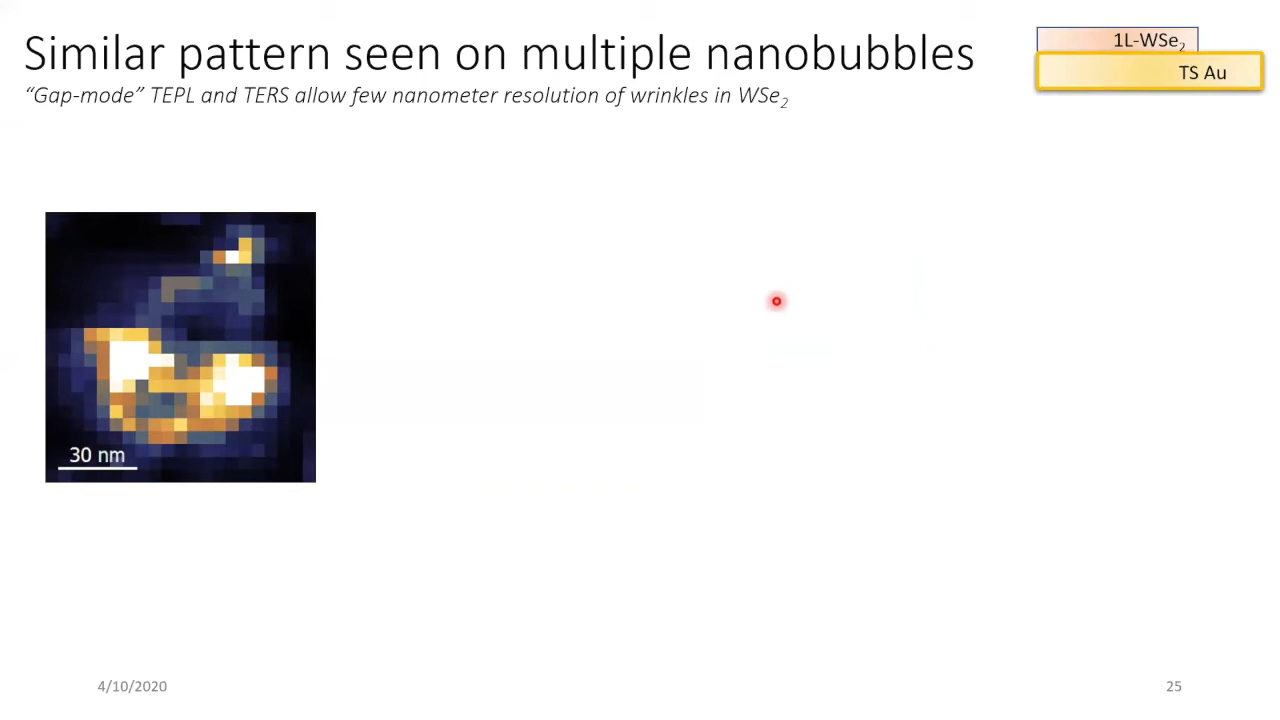 Similar pattern seen on multiple nanobubbles
“Gap-mode” TEPL and TERS allow few nanometer resolution of wrinkles in WSe₂
1L-WSe₂
TS Au
30 nm
4/10/2020
25